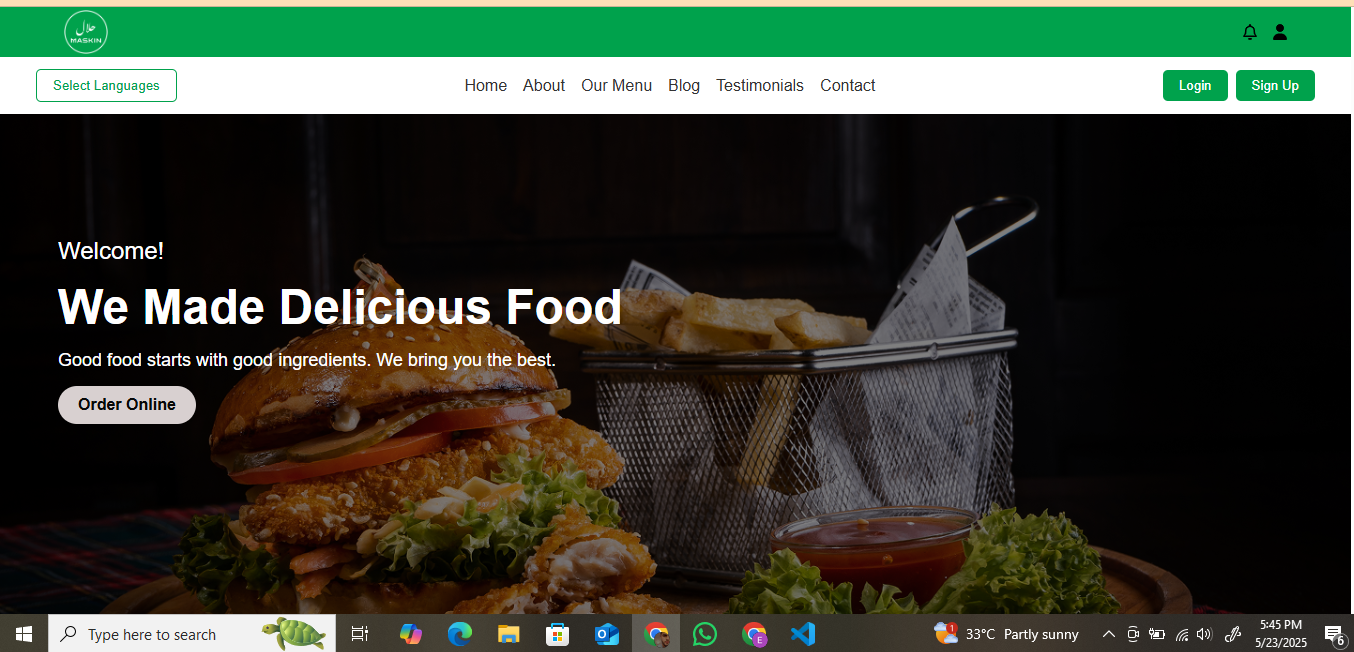 حلال
MASKIN
Select Languages
Home About Our Menu Blog Testimonials Contact
Login Sign Up
Welcome!
We Made Delicious Food
Good food starts with good ingredients. We bring you the best.
Order Online
Type here to search
1
33°C Partly sunny
5:45 PM
5/23/2025
6
E